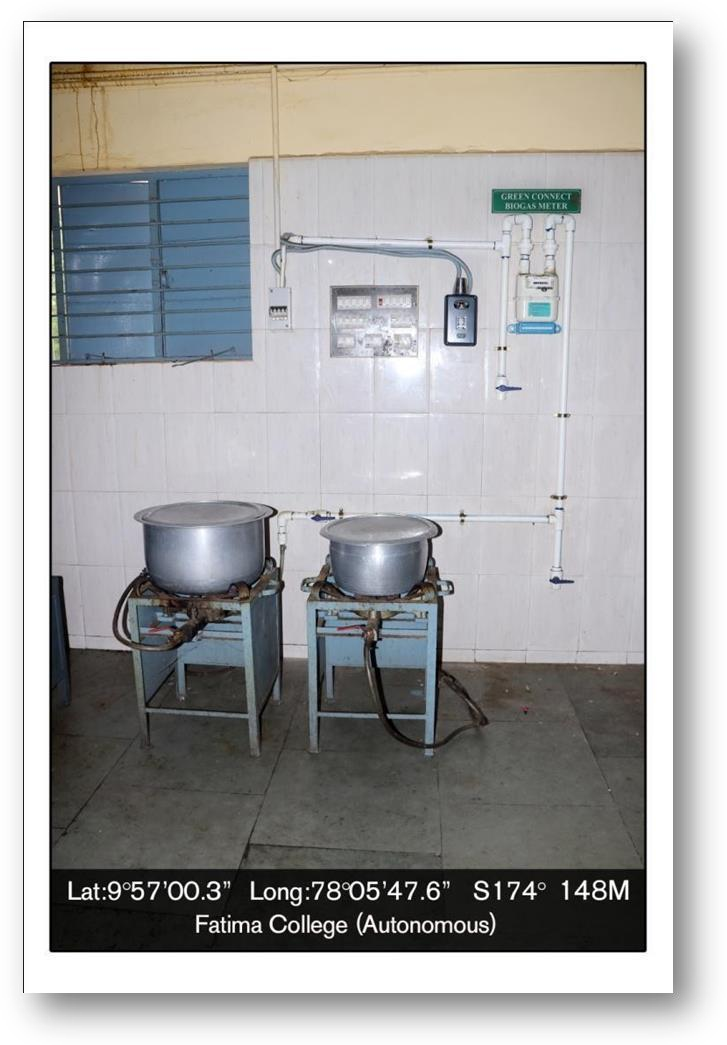 GREEN CONNECT
BIOGAS METER
Lat:9°57'00.3" Long:78°05'47.6" S174° 148M
Fatima College (Autonomous)